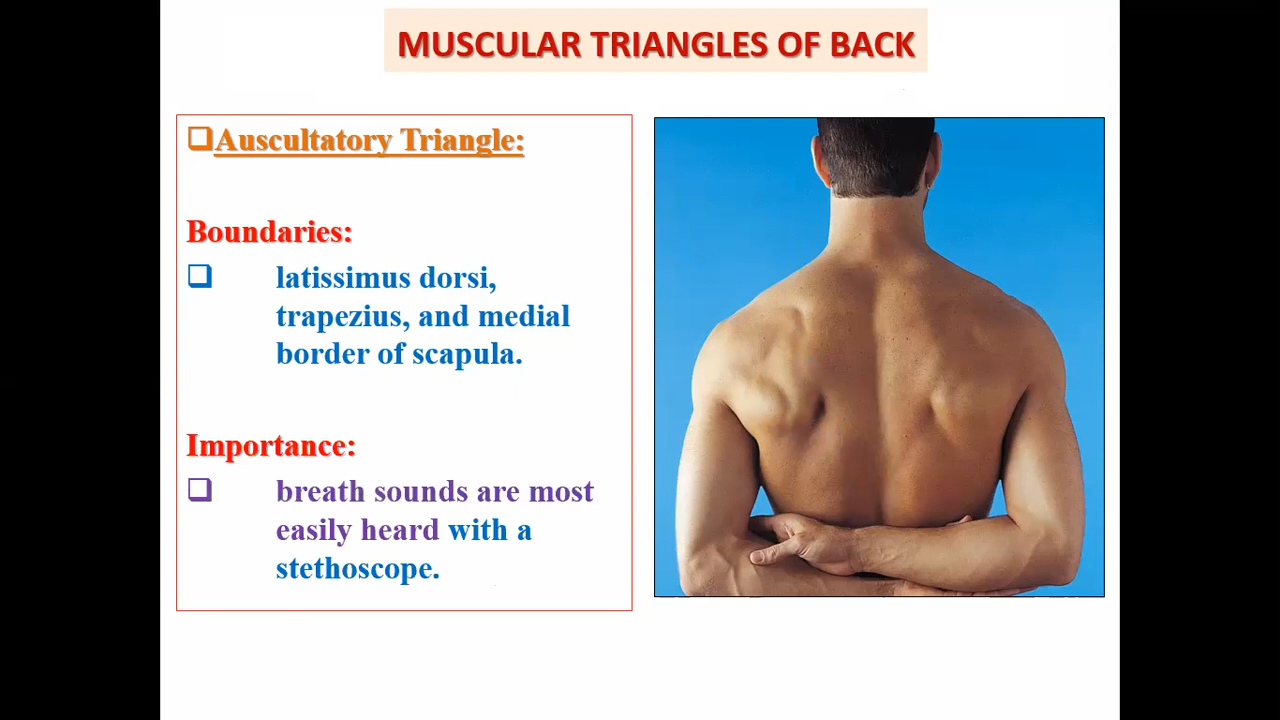 MUSCULAR TRIANGLES OF BACK
Auscultatory Triangle:
Boundaries:
latissimus dorsi,
trapezius, and medial
border of scapula.
Importance:
breath sounds are most
easily heard with a
stethoscope.